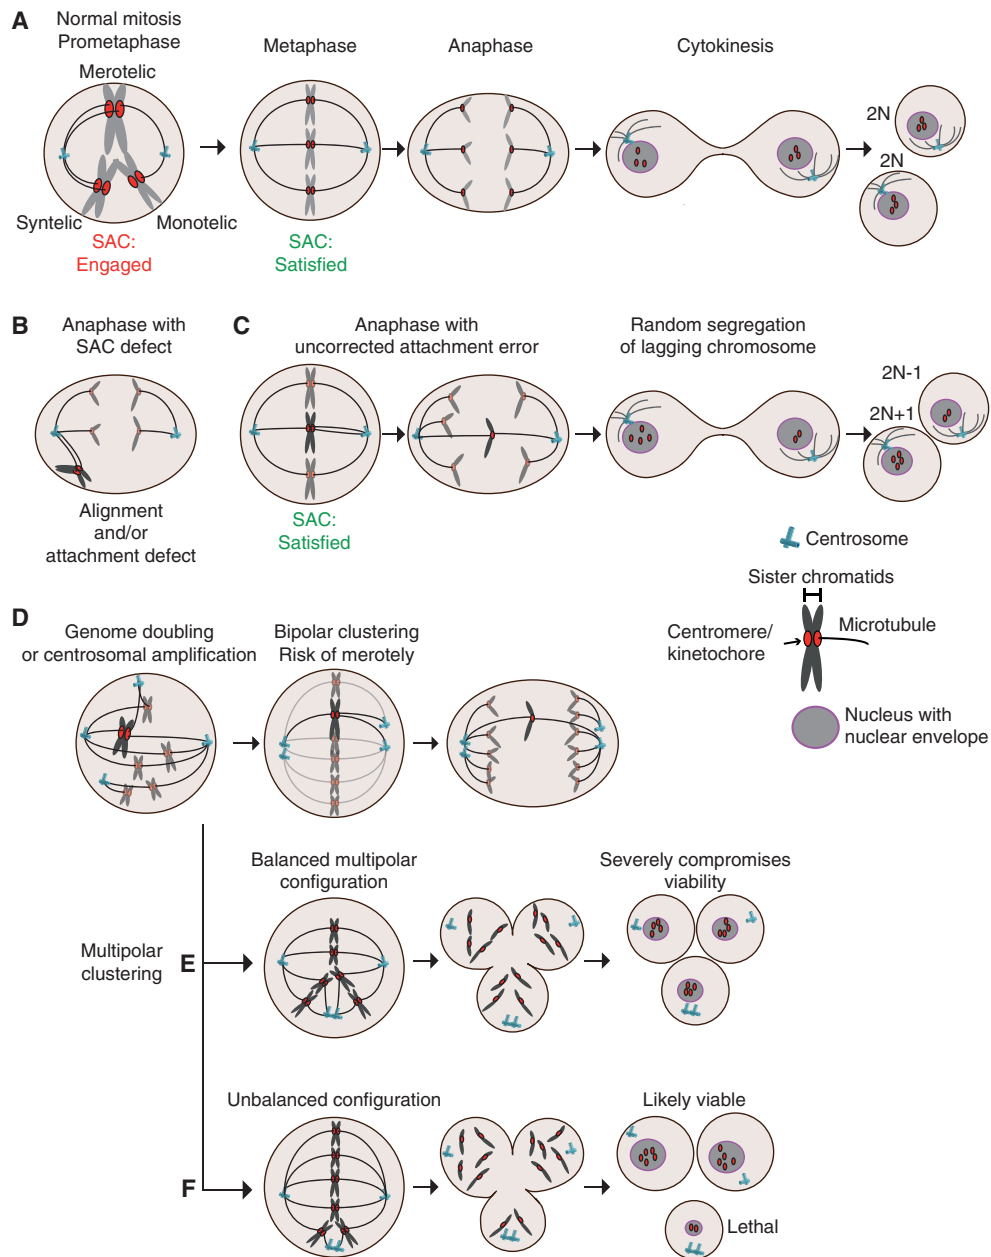 A
Normal mitosis
Prometaphase
Merotelic
Syntelic
Monotelic
SAC:
Engaged
Metaphase
SAC:
Satisfied
Anaphase
Cytokinesis
2N
2N
B
Anaphase with
SAC defect
Alignment
and/or
attachment defect
C
Anaphase with
uncorrected attachment error
SAC:
Satisfied
Random segregation
of lagging chromosome
2N-1
2N+1
Centrosome
Sister chromatids
Centromere/
kinetochore
Microtubule
Nucleus with
nuclear envelope
D
Genome doubling
or centrosomal amplification
Bipolar clustering
Risk of merotely
Multipolar
clustering
E
Balanced multipolar
configuration
Severely compromises
viability
F
Unbalanced configuration
Likely viable
Lethal